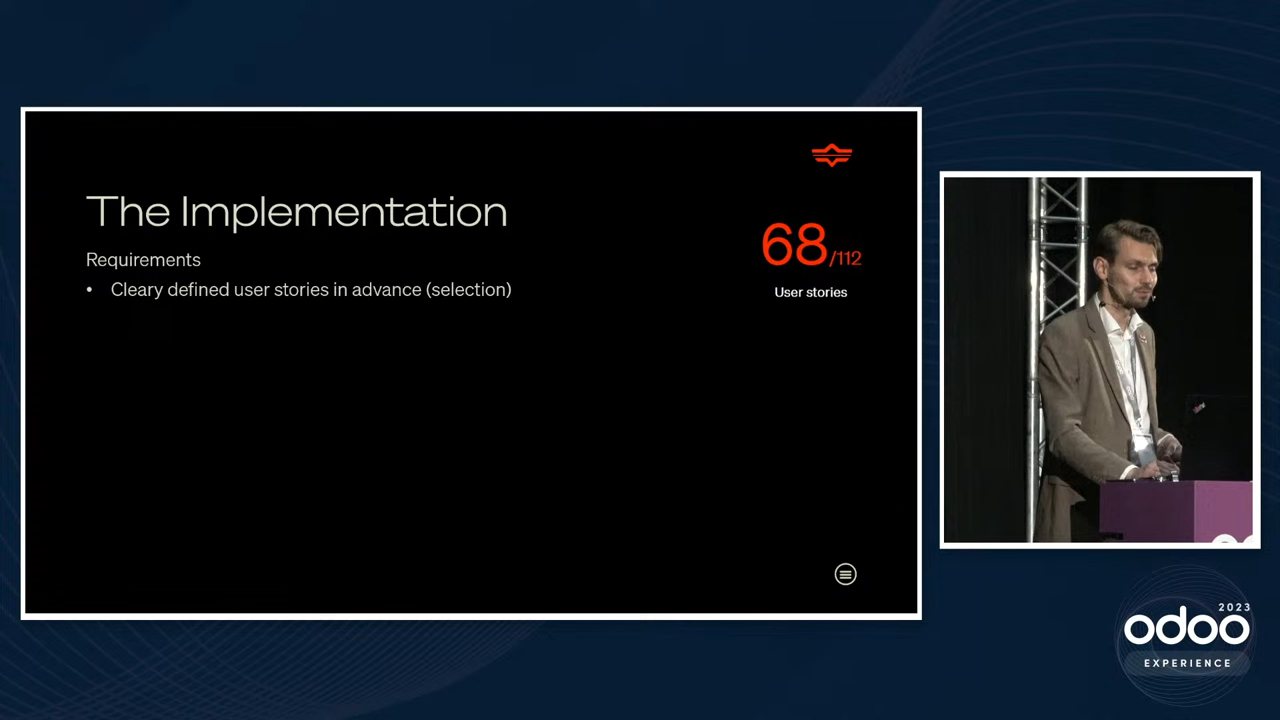 The Implementation
Requirements
• Cleary defined user stories in advance (selection)
68/112
User stories
2023
odoo
EXPERIENCE